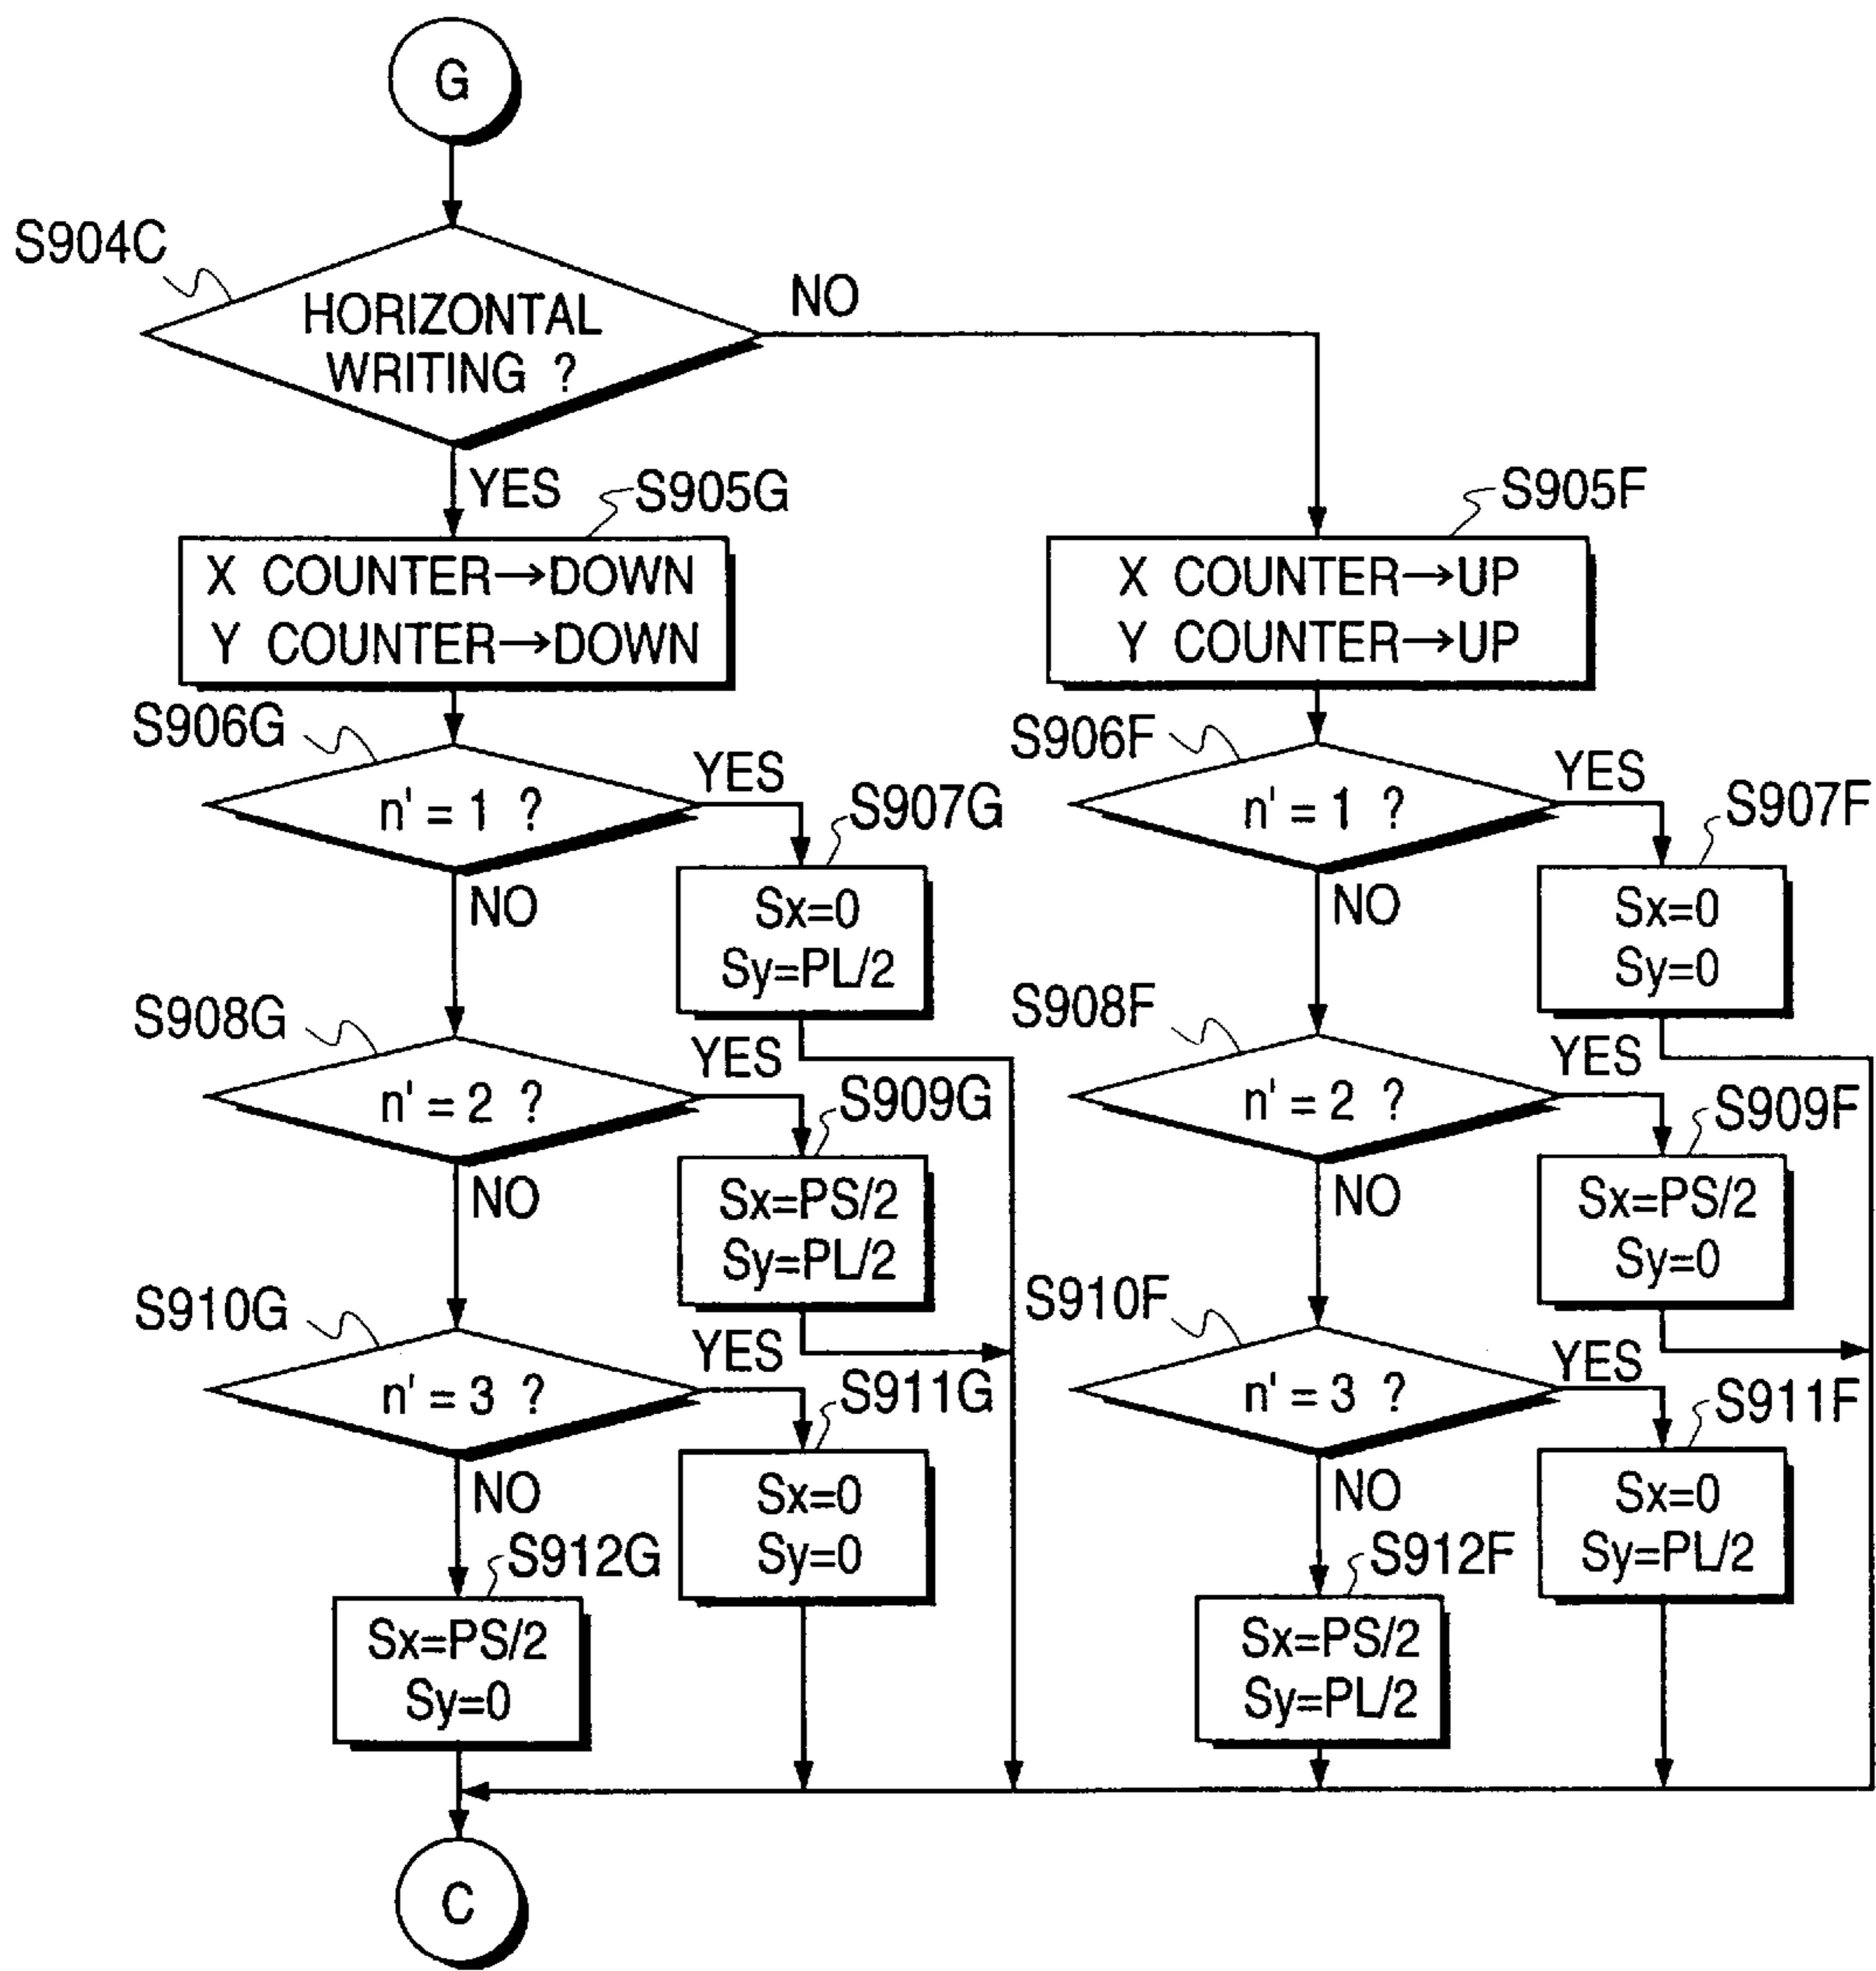 G
S904C
HORIZONTAL
WRITING ?
NO
YES
S905G
X COUNTER→DOWN
Y COUNTER→DOWN
S905F
X COUNTER→UP
Y COUNTER→UP
S906G
n' = 1 ?
YES
NO
S907G
Sx=0
Sy=PL/2
S906F
n' = 1 ?
YES
NO
S907F
Sx=0
Sy=0
S908G
n' = 2 ?
YES
NO
S909G
Sx=PS/2
Sy=PL/2
S908F
n' = 2 ?
YES
NO
S909F
Sx=PS/2
Sy=0
S910G
n' = 3 ?
YES
NO
S911G
Sx=0
Sy=0
S910F
n' = 3 ?
YES
NO
S911F
Sx=0
Sy=PL/2
S912G
Sx=PS/2
Sy=0
S912F
Sx=PS/2
Sy=PL/2
C